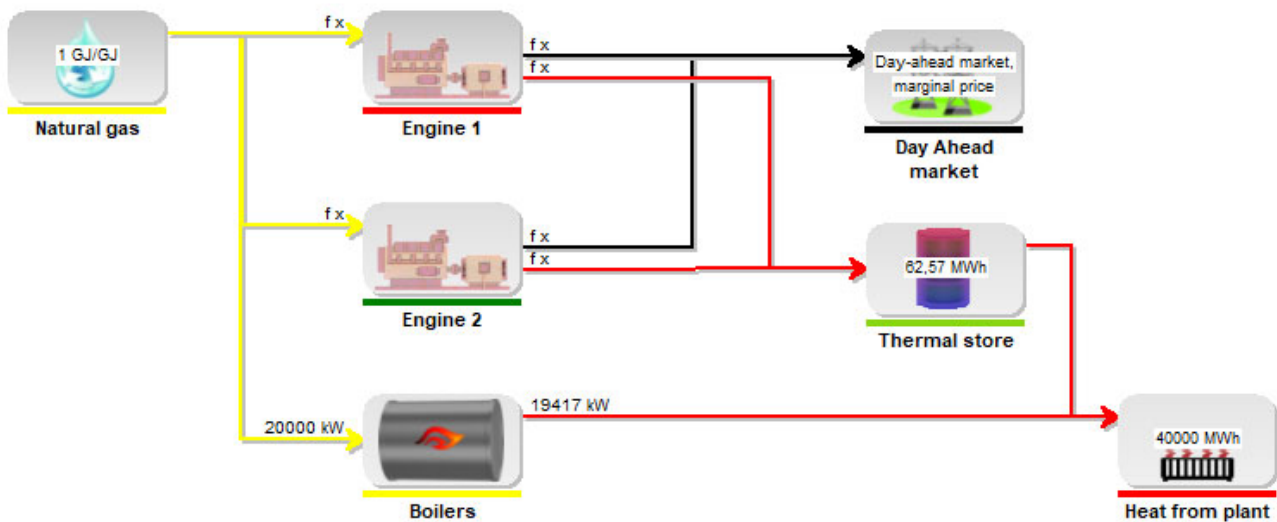 f x
f x
f x
1 GJ/GJ
Day-ahead market,
marginal price
Natural gas
Engine 1
Day Ahead
market
f x
f x
f x
62,57 MWh
Engine 2
Thermal store
19417 kW
20000 kW
40000 MWh
Boilers
Heat from plant